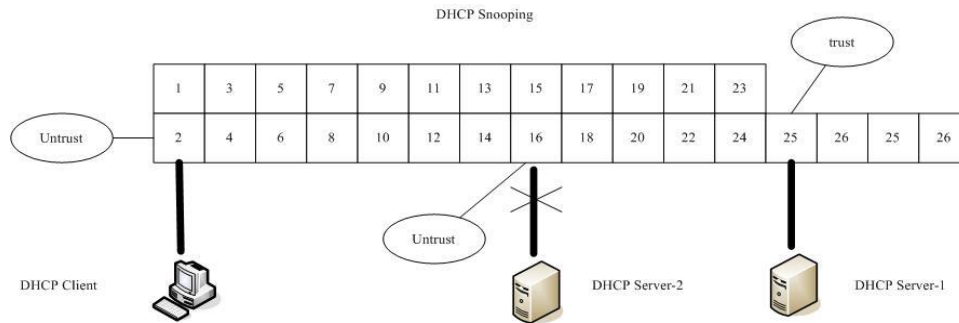 DHCP Snooping
trust
1 3 5 7 9 11 13 15 17 19 21 23
Untrust
2 4 6 8 10 12 14 16 18 20 22 24 25 26 25 26
Untrust
DHCP Client
DHCP Server-2
DHCP Server-1